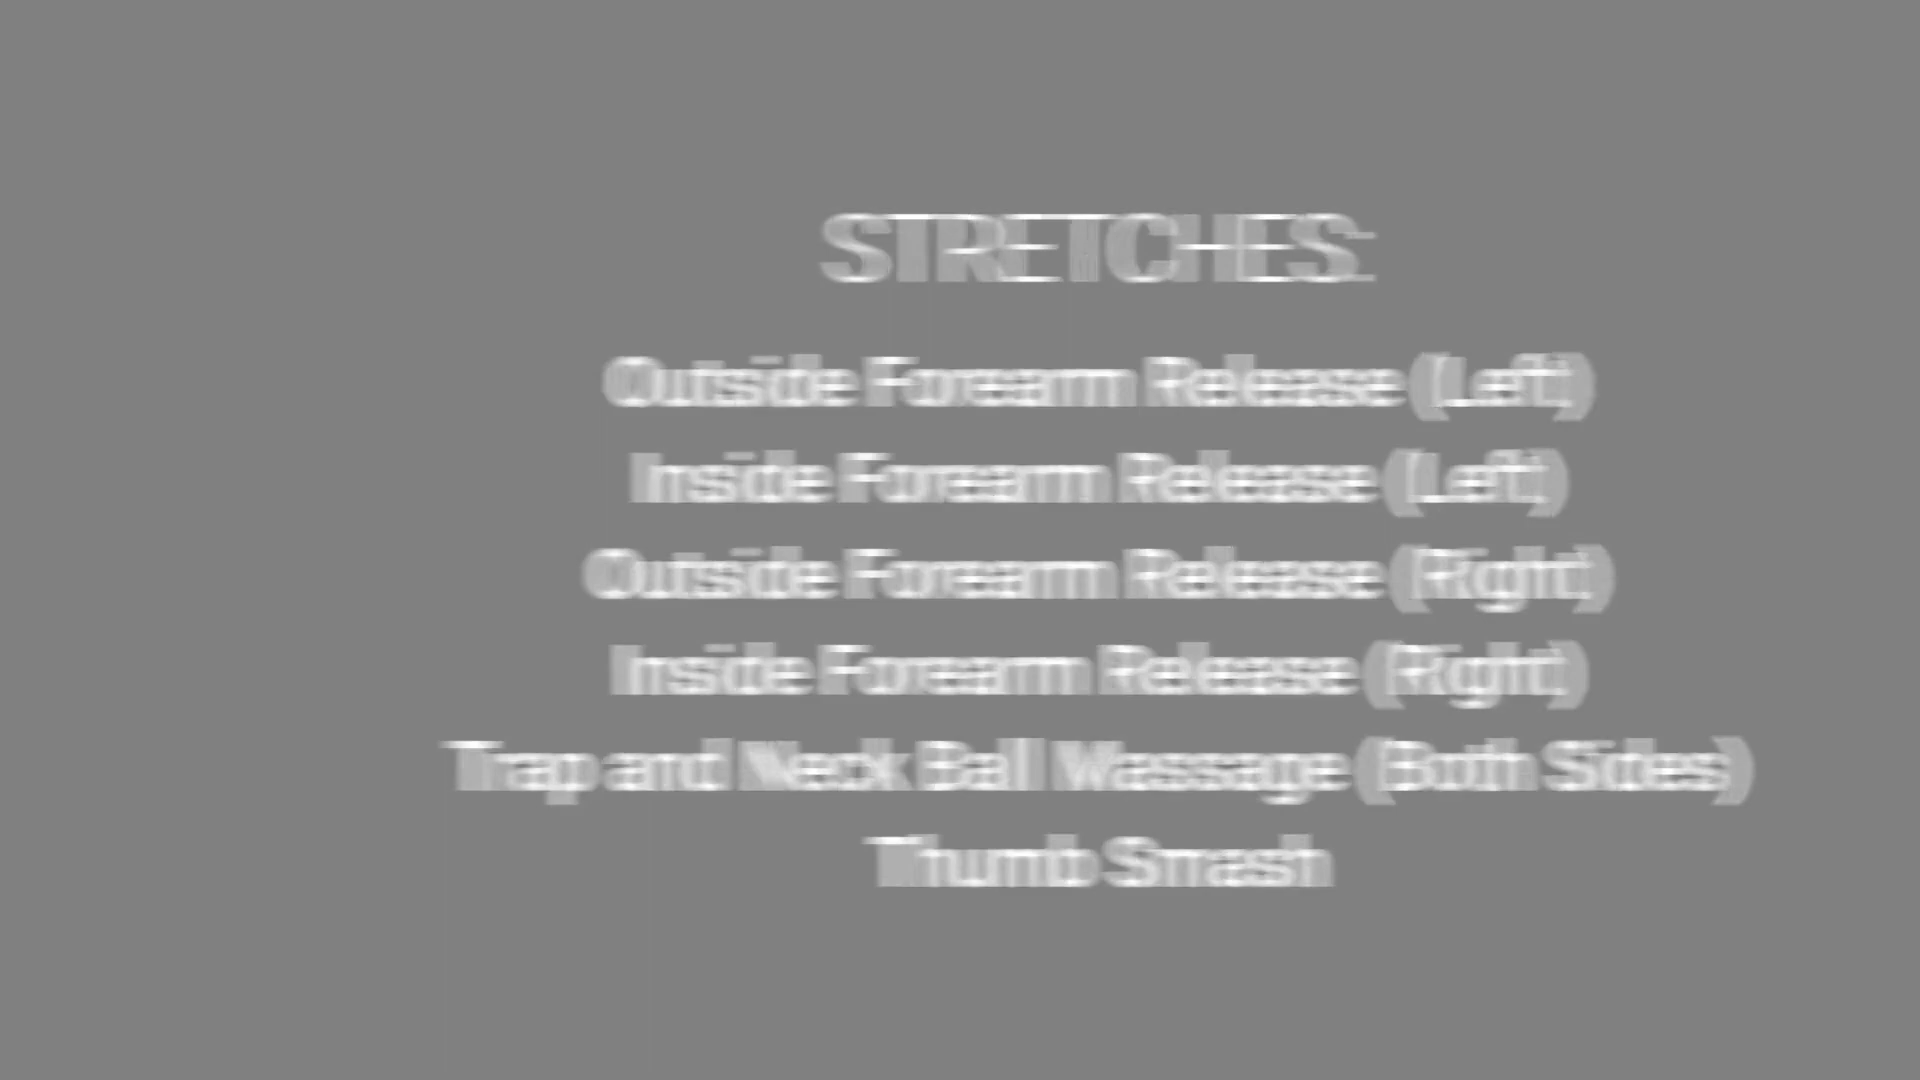 STRETCHES:
Outside Forearm Release (Left)
Inside Forearm Release (Left)
Outside Forearm Release (Right)
Inside Forearm Release (Right)
Trap and Neck Ball Massage (Both Sides)
Thumb Smash